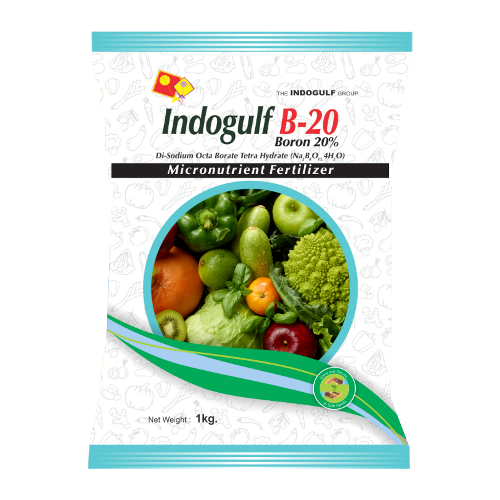 THE INDOGULF GROUP
Indogulf B-20
Boron 20%
Di-Sodium Octa Borate Tetra Hydrate (Na₂B₈O₁₃ 4H₂O)
Micronutrient Fertilizer
Net Weight : 1kg.